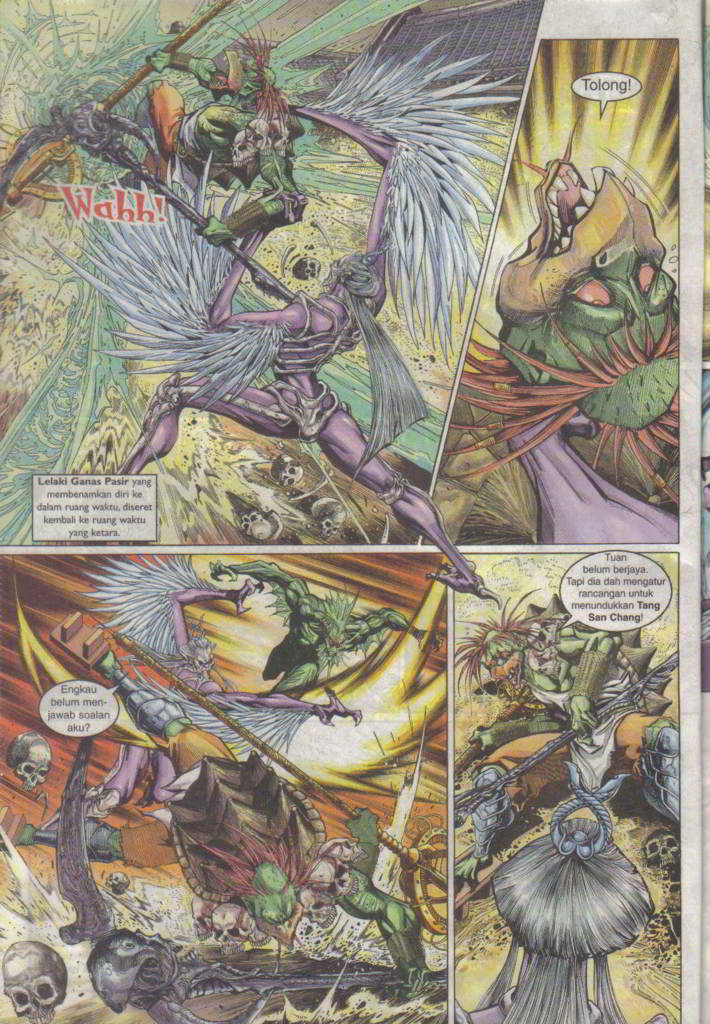 Wahh!
Lelaki Ganas Pasir yang
membenamkan diri ke
dalam ruang waktu, diseret
kembali ke ruang waktu
yang ketara.
Tolong!
Engkau
belum men-
jawab soalan
aku?
Tuan
belum berjaya.
Tapi dia dah mengatur
rancangan untuk
menundukkan Tang
San Chang!